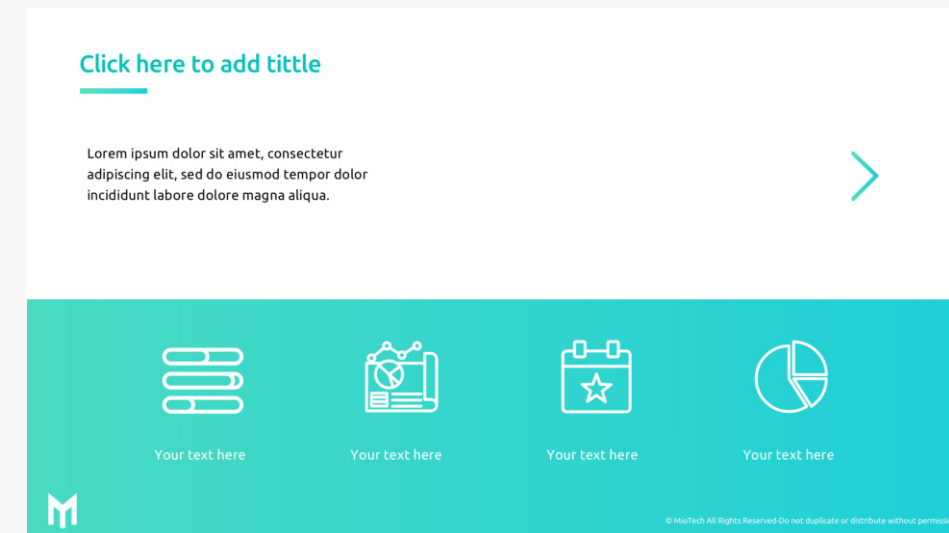 Click here to add tittle
Lorem ipsum dolor sit amet, consectetur
adipiscing elit, sed do eiusmod tempor dolor
incididunt labore dolore magna aliqua.
Your text here
Your text here
Your text here
Your text here
© MioTech All Rights Reserved-Do not duplicate or distribute without